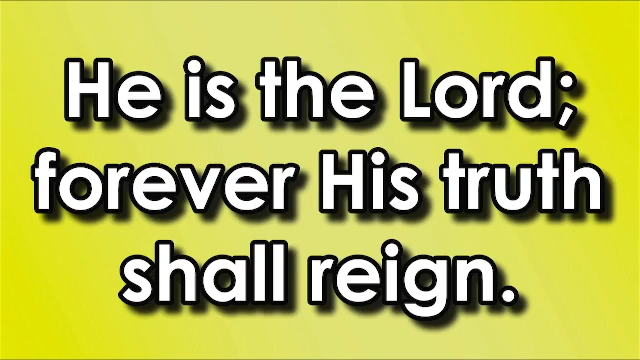 He is the Lord;
forever His truth
shall reign.